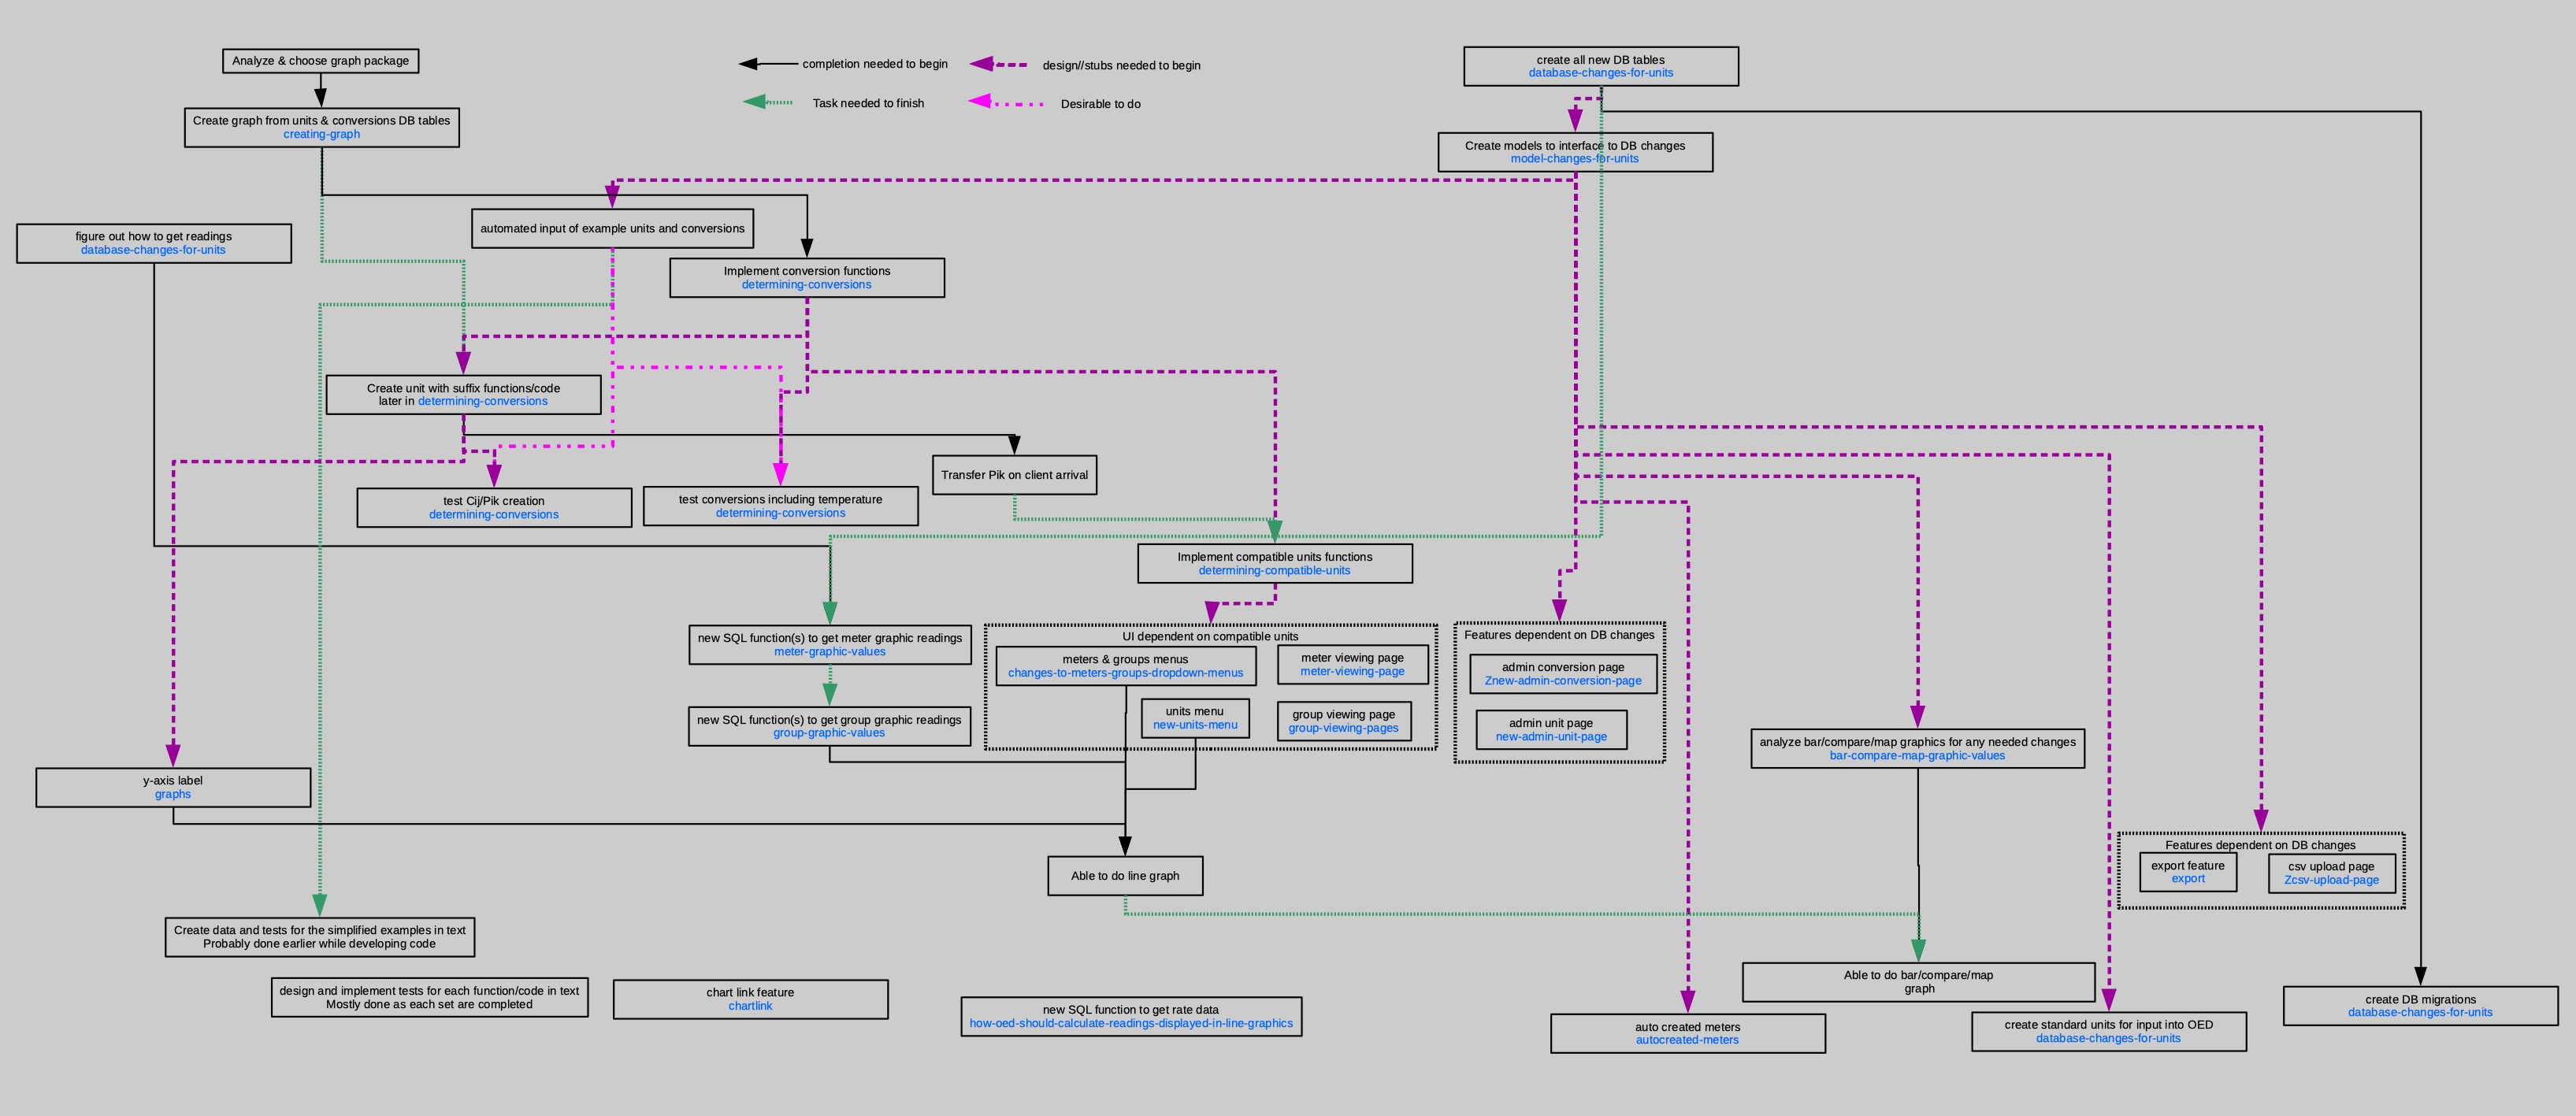 Analyze & choose graph package
completion needed to begin
design//stubs needed to begin
Task needed to finish
Desirable to do
create all new DB tables
database-changes-for-units
Create graph from units & conversions DB tables
creating-graph
Create models to interface to DB changes
model-changes-for-units
figure out how to get readings
database-changes-for-units
automated input of example units and conversions
Implement conversion functions
determining-conversions
Create unit with suffix functions/code
later in determining-conversions
Transfer Pik on client arrival
test Cij/Pik creation
determining-conversions
test conversions including temperature
determining-conversions
Implement compatible units functions
determining-compatible-units
new SQL function(s) to get meter graphic readings
meter-graphic-values
UI dependent on compatible units
meters & groups menus
changes-to-meters-groups-dropdown-menus
meter viewing page
meter-viewing-page
units menu
new-units-menu
group viewing page
group-viewing-pages
Features dependent on DB changes
admin conversion page
Znew-admin-conversion-page
admin unit page
new-admin-unit-page
new SQL function(s) to get group graphic readings
group-graphic-values
analyze bar/compare/map graphics for any needed changes
bar-compare-map-graphic-values
y-axis label
graphs
Features dependent on DB changes
export feature
export
csv upload page
Zcsv-upload-page
Able to do line graph
Create data and tests for the simplified examples in text
Probably done earlier while developing code
design and implement tests for each function/code in text
Mostly done as each set are completed
chart link feature
chartlink
new SQL function to get rate data
how-oed-should-calculate-readings-displayed-in-line-graphics
Able to do bar/compare/map
graph
auto created meters
autocreated-meters
create standard units for input into OED
database-changes-for-units
create DB migrations
database-changes-for-units